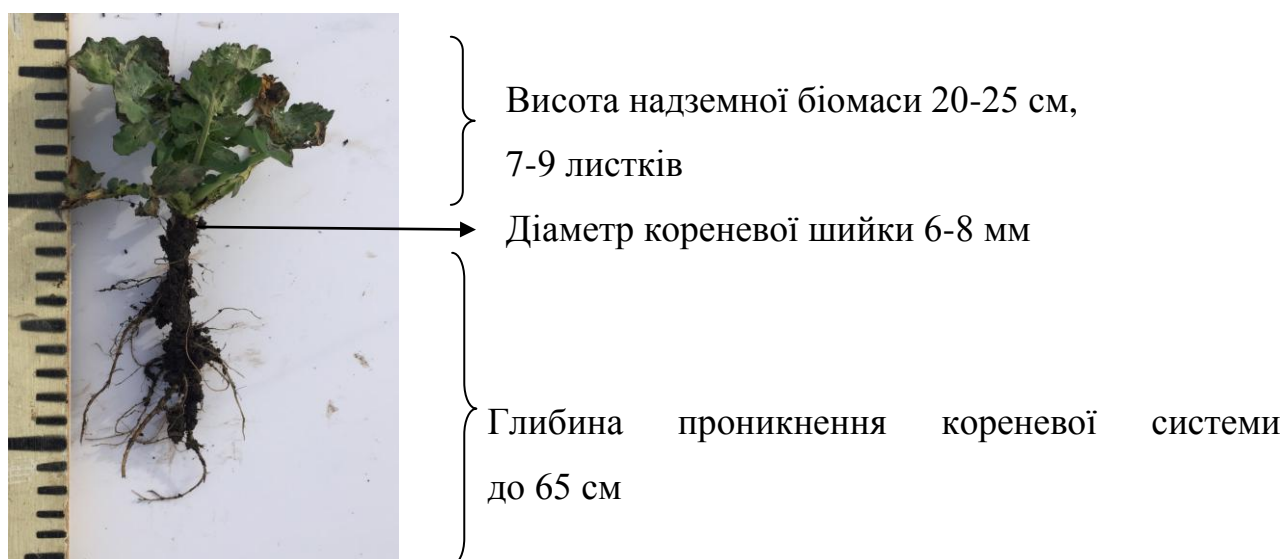 Висота надземної біомаси 20-25 см,
7-9 листків
Діаметр кореневої шийки 6-8 мм
Глибина проникнення кореневої системи
до 65 см